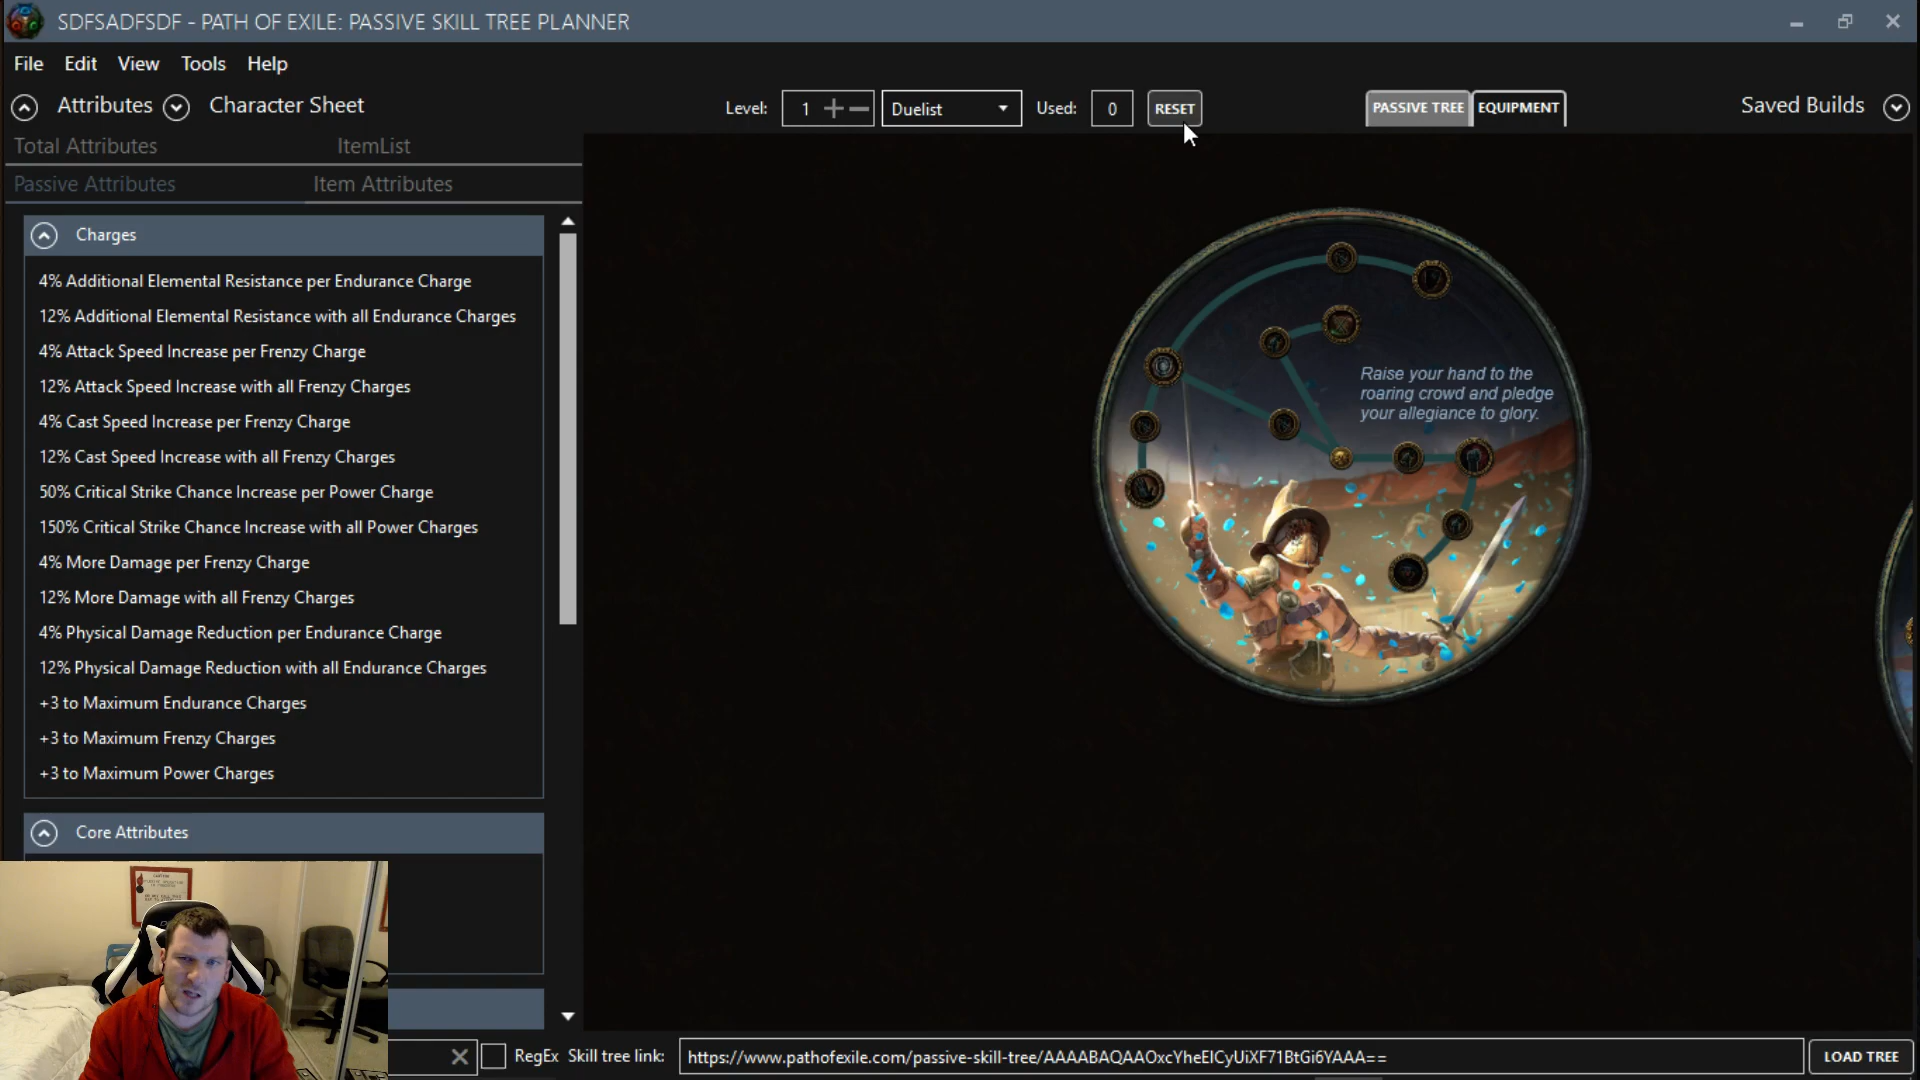 SDFSADFSDF - PATH OF EXILE: PASSIVE SKILL TREE PLANNER
File Edit View Tools Help
Attributes Character Sheet Level: 1 Duelist Used: 0 RESET PASSIVE TREE EQUIPMENT Saved Builds
Total Attributes ItemList
Passive Attributes Item Attributes
Charges
4% Additional Elemental Resistance per Endurance Charge
12% Additional Elemental Resistance with all Endurance Charges
4% Attack Speed Increase per Frenzy Charge
12% Attack Speed Increase with all Frenzy Charges
4% Cast Speed Increase per Frenzy Charge
12% Cast Speed Increase with all Frenzy Charges
50% Critical Strike Chance Increase per Power Charge
150% Critical Strike Chance Increase with all Power Charges
4% More Damage per Frenzy Charge
12% More Damage with all Frenzy Charges
4% Physical Damage Reduction per Endurance Charge
12% Physical Damage Reduction with all Endurance Charges
+3 to Maximum Endurance Charges
+3 to Maximum Frenzy Charges
+3 to Maximum Power Charges
Core Attributes
Raise your hand to the
roaring crowd and pledge
your allegiance to glory.
RegEx Skill tree link: https://www.pathofexile.com/passive-skill-tree/AAAABAQAAOxcYheEICyUiXF71BtGi6YAAA== LOAD TREE